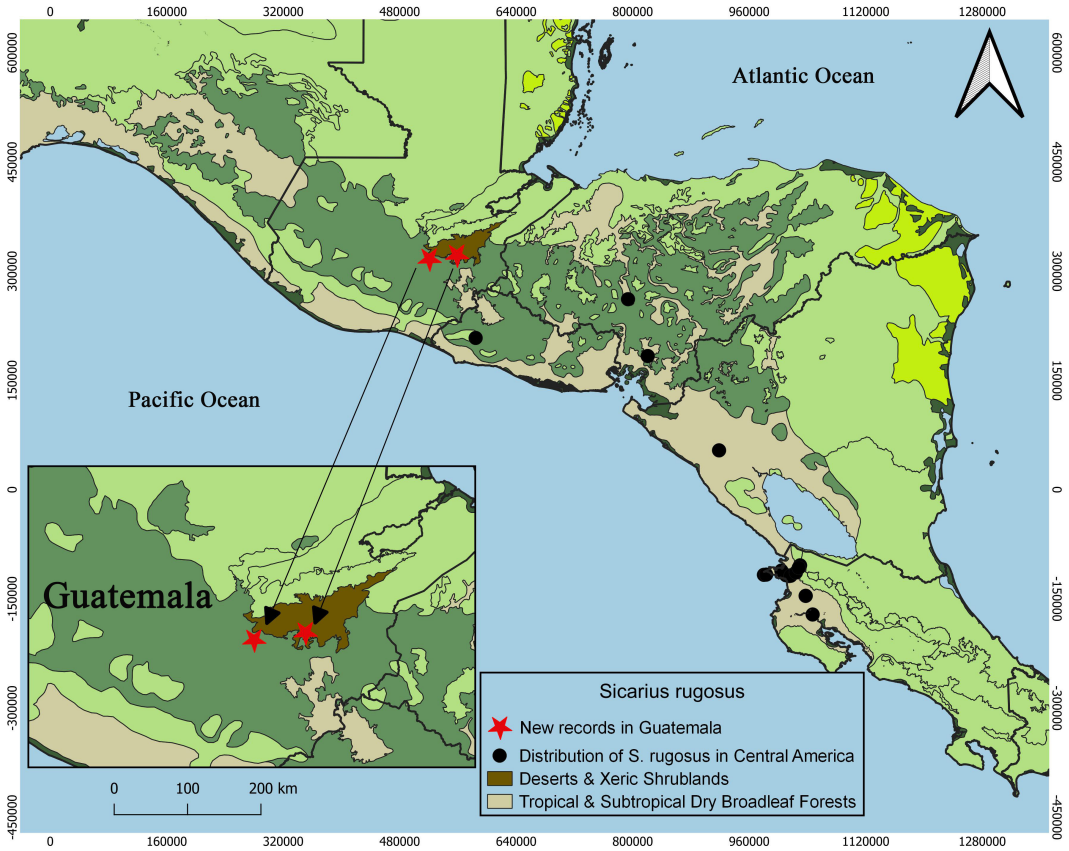 0 160000 320000 480000 640000 800000 960000 1120000 1280000
600000
450000
300000
150000
0
-150000
-300000
-450000
600000
450000
300000
150000
0
-150000
-300000
-450000
Atlantic Ocean
Pacific Ocean
Guatemala
Sicarius rugosus
New records in Guatemala
Distribution of S. rugosus in Central America
Deserts & Xeric Shrublands
Tropical & Subtropical Dry Broadleaf Forests
0 100 200 km
0 160000 320000 480000 640000 800000 960000 1120000 1280000